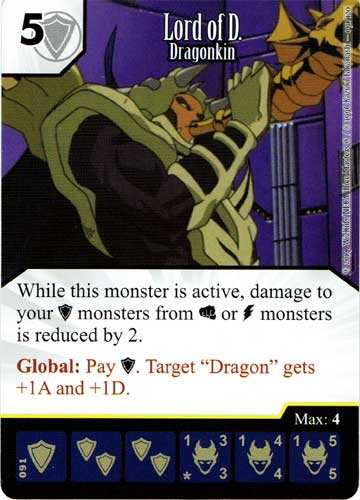 5
Lord of D.
Dragonkin
While this monster is active, damage to
your monsters from or monsters
is reduced by 2.
Global: Pay . Target “Dragon” gets
+1A and +1D.
Max: 4
091
1 3
* 3
1 4
4
1 5
5